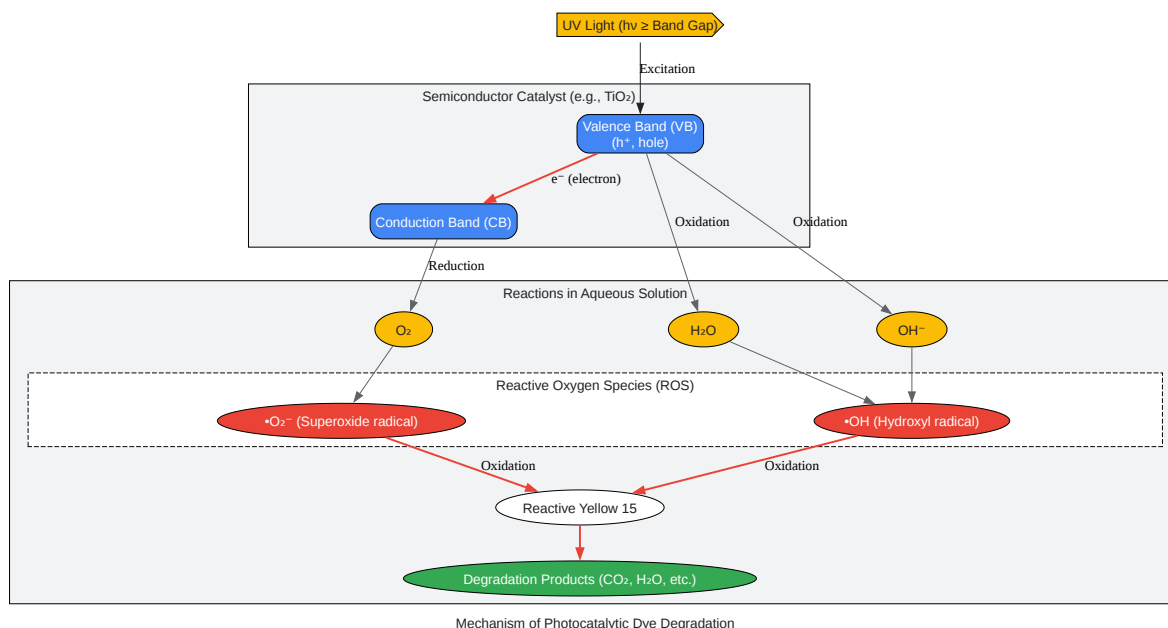 UV Light (hν ≥ Band Gap)
Excitation
Semiconductor Catalyst (e.g., TiO₂)
Valence Band (VB)
(h⁺, hole)
e⁻ (electron)
Conduction Band (CB)
Oxidation
Oxidation
Reduction
Reactions in Aqueous Solution
O₂
H₂O
OH⁻
Reactive Oxygen Species (ROS)
•O₂⁻ (Superoxide radical)
•OH (Hydroxyl radical)
Oxidation
Oxidation
Reactive Yellow 15
Degradation Products (CO₂, H₂O, etc.)
Mechanism of Photocatalytic Dye Degradation